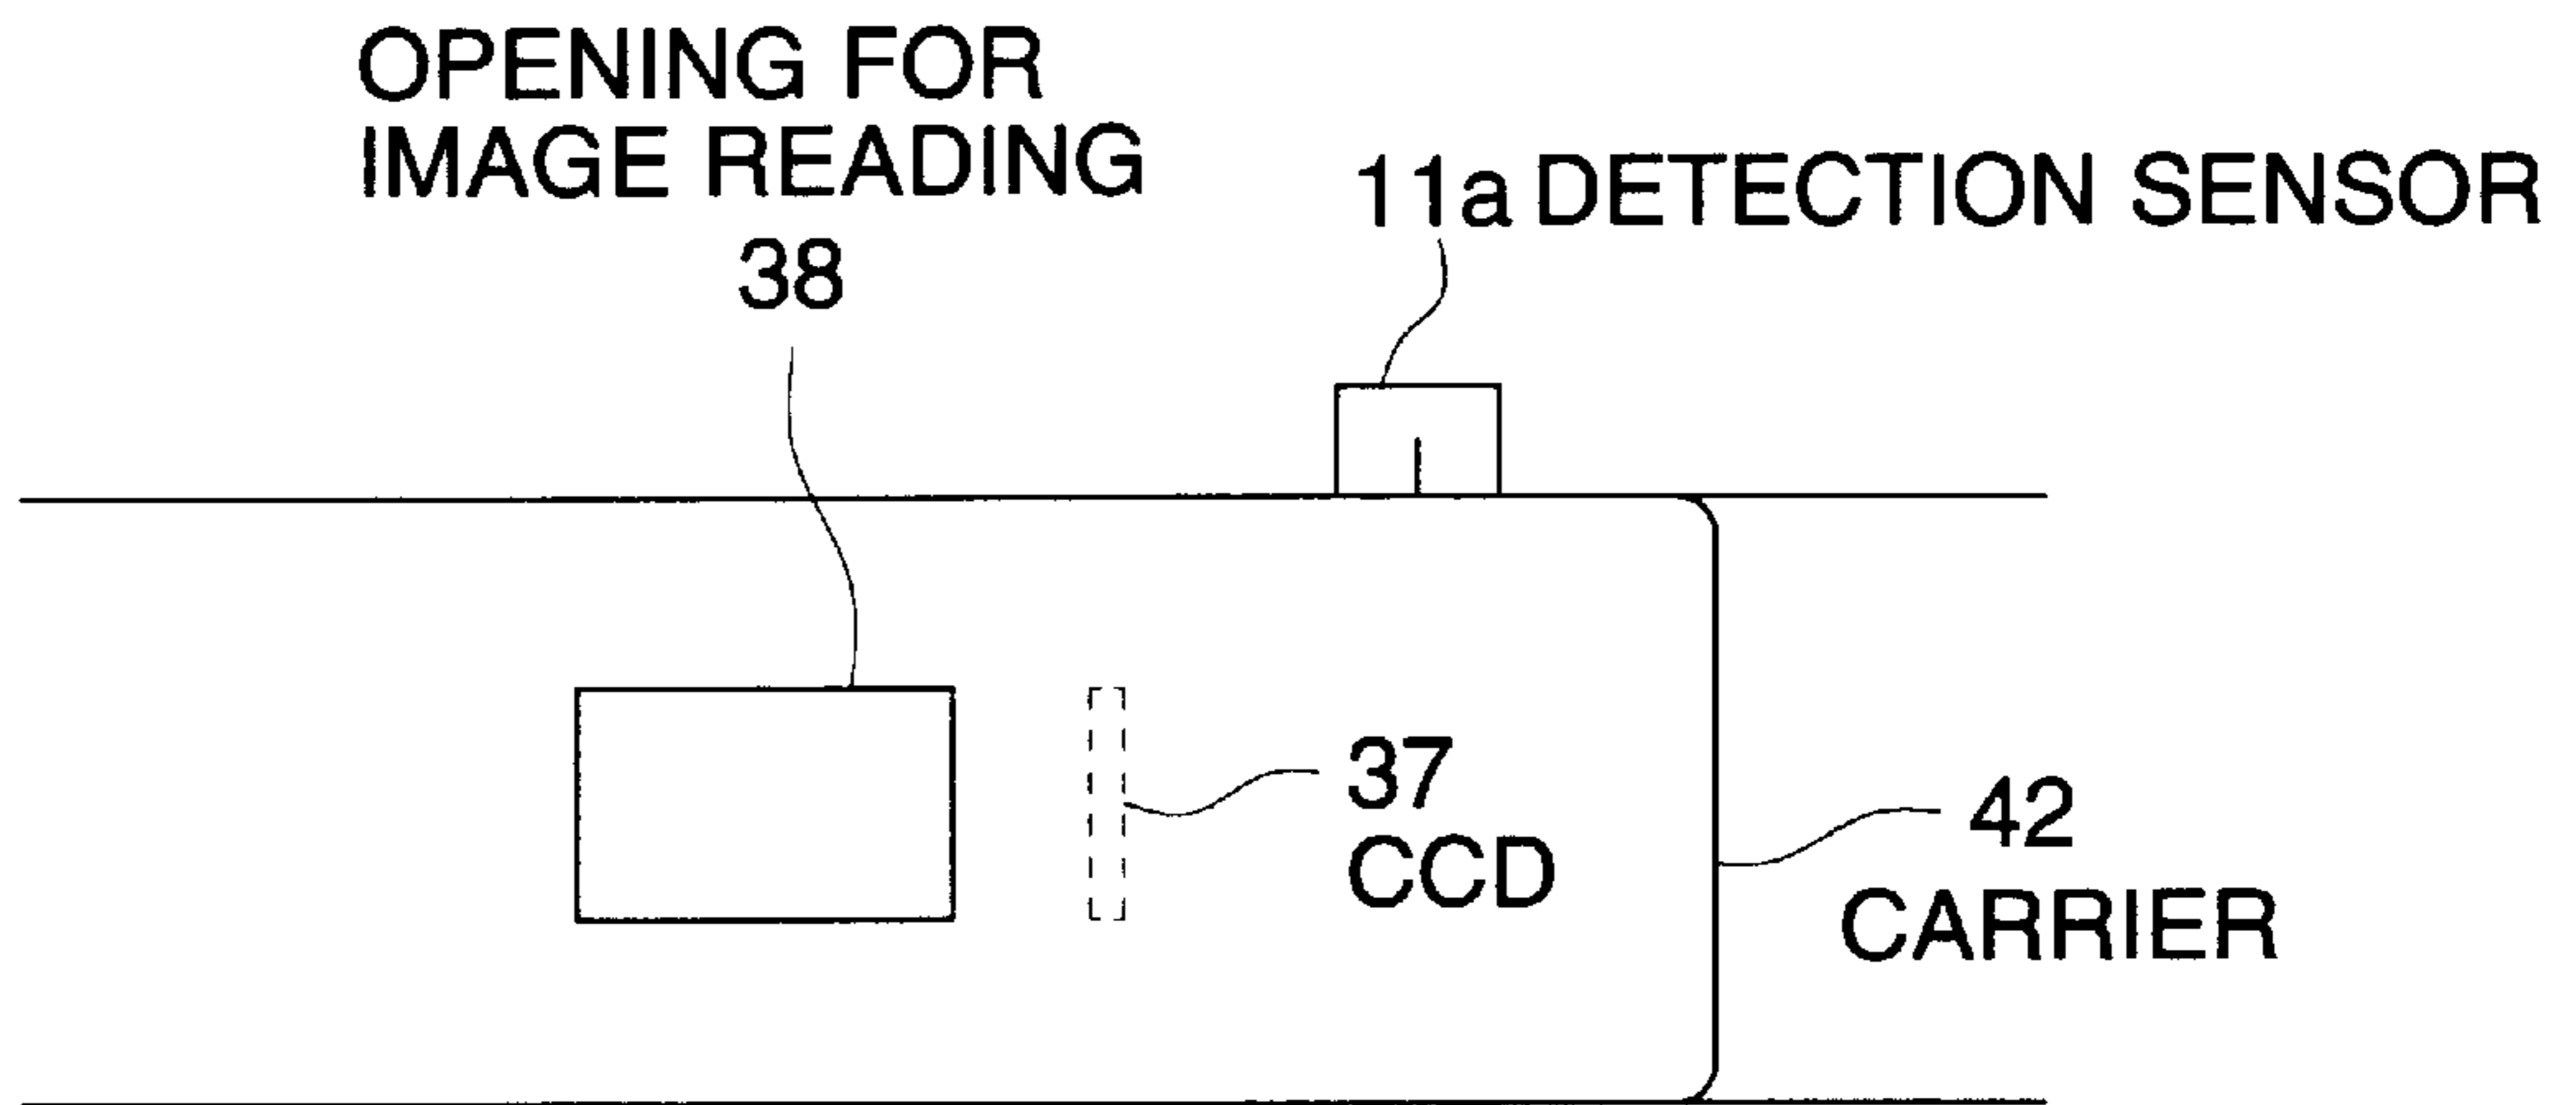 OPENING FOR
IMAGE READING
38
11a DETECTION SENSOR
37
CCD
42
CARRIER